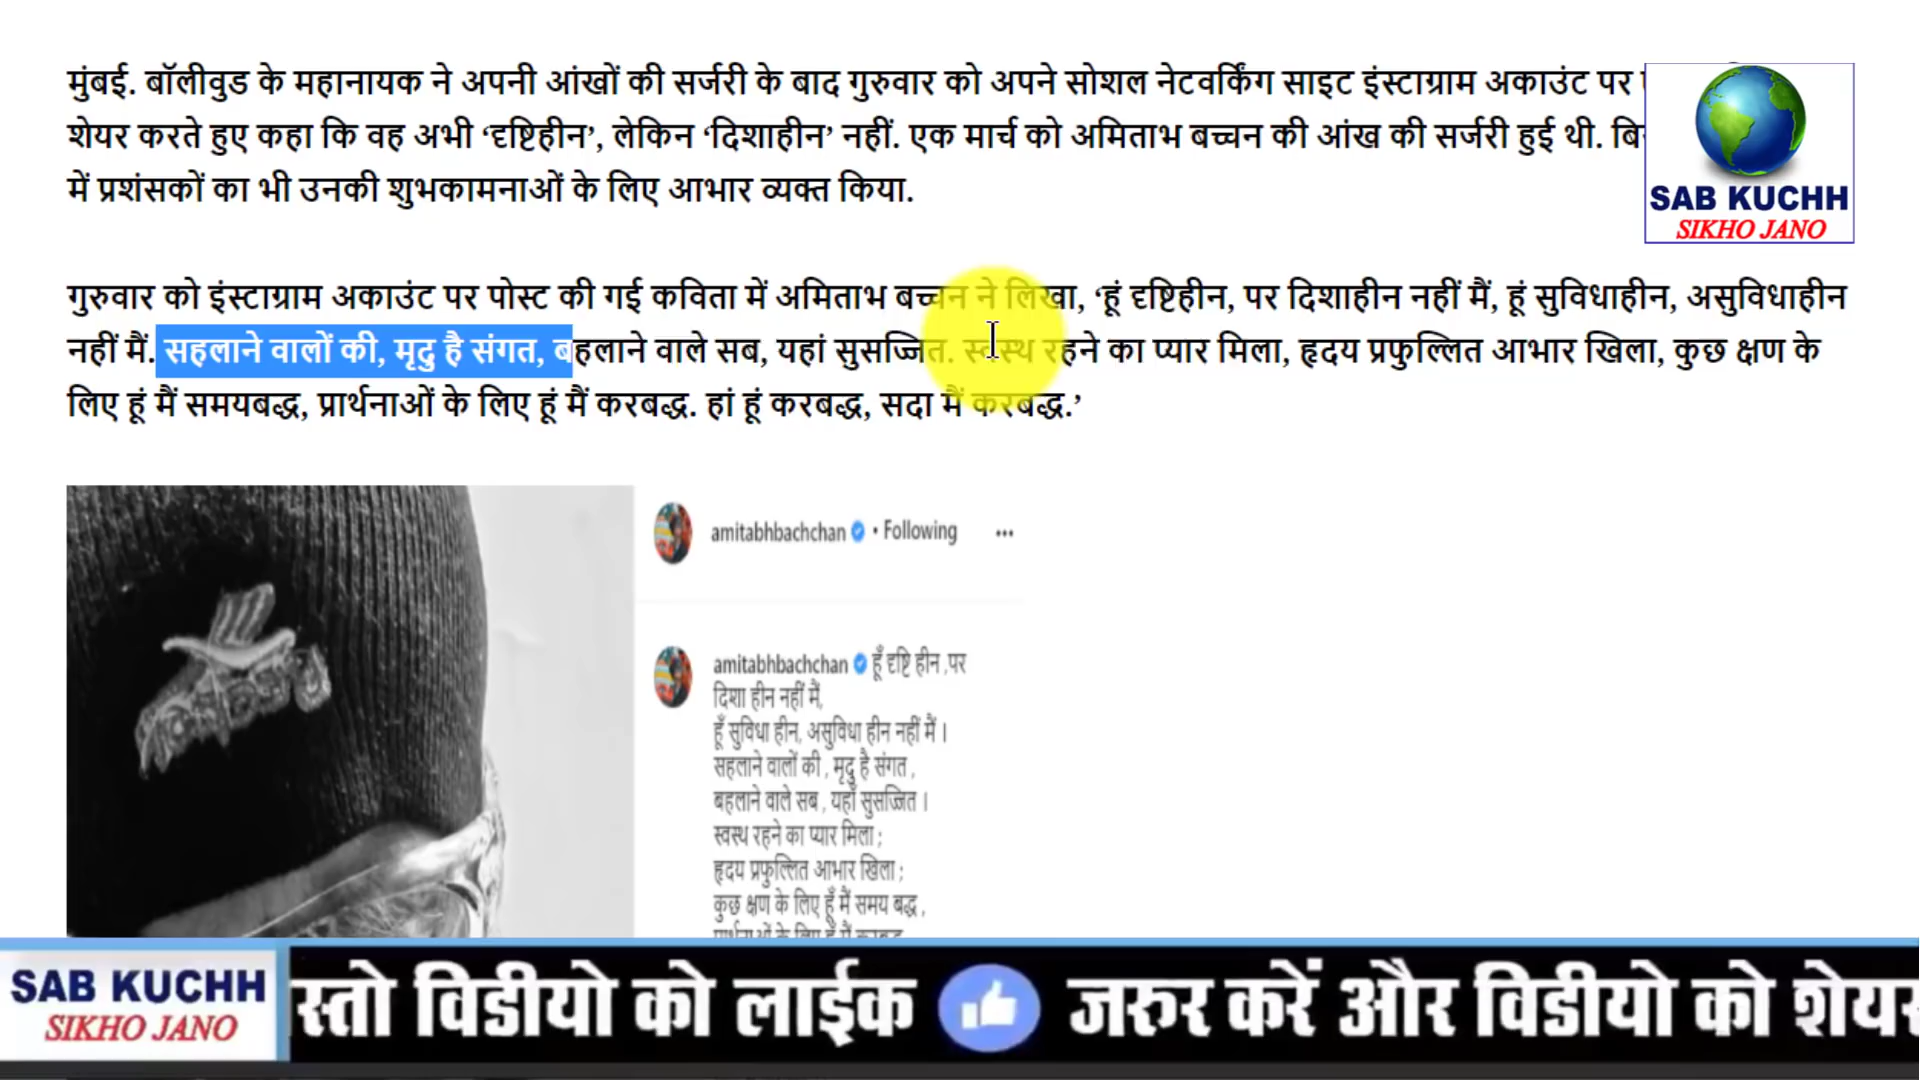 मुंबई. बॉलीवुड के महानायक ने अपनी आंखों की सर्जरी के बाद गुरुवार को अपने सोशल नेटवर्किंग साइट इंस्टाग्राम अकाउंट पर
शेयर करते हुए कहा कि वह अभी ‘दृष्टिहीन’, लेकिन ‘दिशाहीन’ नहीं. एक मार्च को अमिताभ बच्चन की आंख की सर्जरी हुई थी.
में प्रशंसकों का भी उनकी शुभकामनाओं के लिए आभार व्यक्त किया.
SAB KUCHH
SIKHO JANO
गुरुवार को इंस्टाग्राम अकाउंट पर पोस्ट की गई कविता में अमिताभ बच्चन ने लिखा, ‘हूं दृष्टिहीन, पर दिशाहीन नहीं मैं, हूं सुविधाहीन, असुविधाहीन
नहीं मैं. सहलाने वालों की, मृदु है संगत, बहलाने वाले सब, यहां सुसज्जित. स्वस्थ रहने का प्यार मिला, हृदय प्रफुल्लित आभार खिला, कुछ क्षण के
लिए हूं मैं समयबद्ध, प्रार्थनाओं के लिए हूं मैं करबद्ध. हां हूं करबद्ध, सदा मैं करबद्ध.’
amitabhbachchan • Following
amitabhbachchan हूँ दृष्टि हीन ,पर
दिशा हीन नहीं मैं,
हूँ सुविधा हीन, असुविधा हीन नहीं मैं ।
सहलाने वालों की , मृदु है संगत ,
बहलाने वाले सब , यहाँ सुसज्जित ।
स्वस्थ रहने का प्यार मिला ;
हृदय प्रफुल्लित आभार खिला ;
कुछ क्षण के लिए हूँ मैं समय बद्ध ,
प्रार्थनाओं के लिए हूँ मैं करबद्ध
SAB KUCHH
SIKHO JANO
स्तो विडीयो को लाईक जरुर करें और विडीयो को शेयर